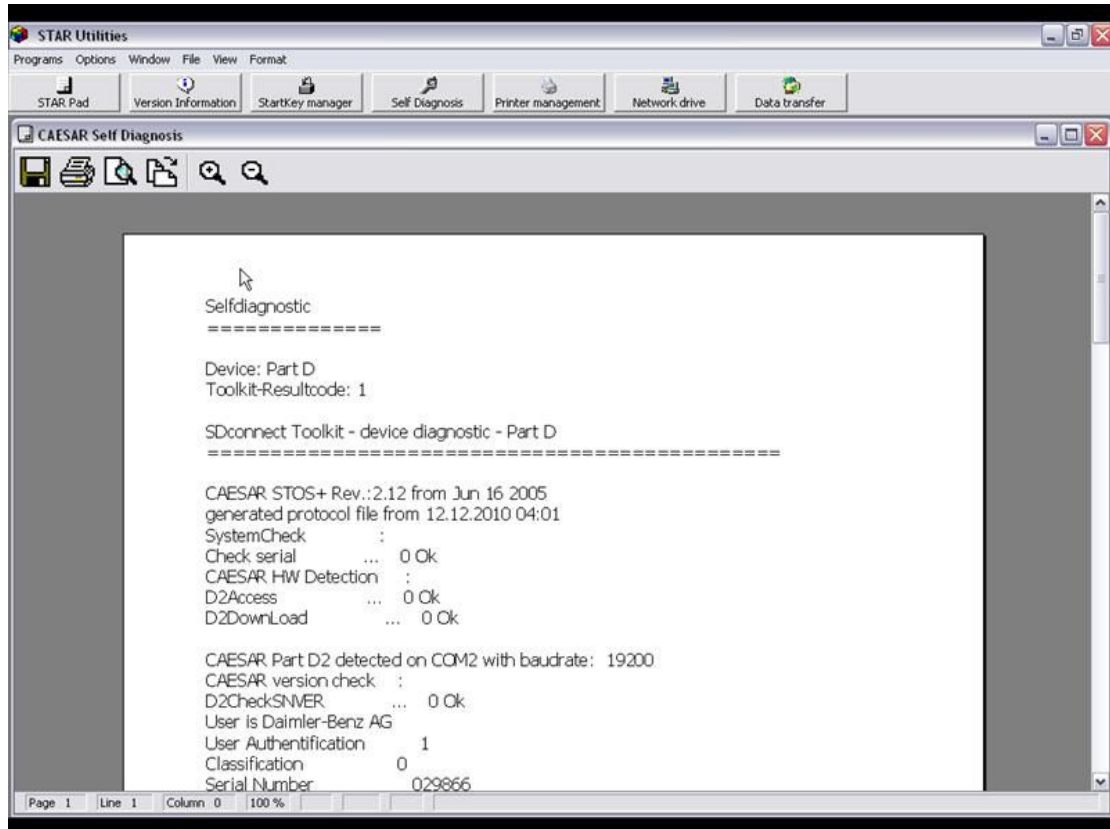 STAR Utilities
Programs Options Window File View Format
STAR Pad Version Information StartKey manager Self Diagnosis Printer management Network drive Data transfer
CAESAR Self Diagnosis
Selfdiagnostic
==============
Device: Part D
Toolkit-Resultcode: 1
SDconnect Toolkit - device diagnostic - Part D
==============================================
CAESAR STOS+ Rev.:2.12 from Jun 16 2005
generated protocol file from 12.12.2010 04:01
SystemCheck :
Check serial ... 0 Ok
CAESAR HW Detection :
D2Access ... 0 Ok
D2DownLoad ... 0 Ok
CAESAR Part D2 detected on COM2 with baudrate: 19200
CAESAR version check :
D2CheckSNVER ... 0 Ok
User is Daimler-Benz AG
User Authentification 1
Classification 0
Serial Number 029866
Page 1 Line 1 Column 0 100 %